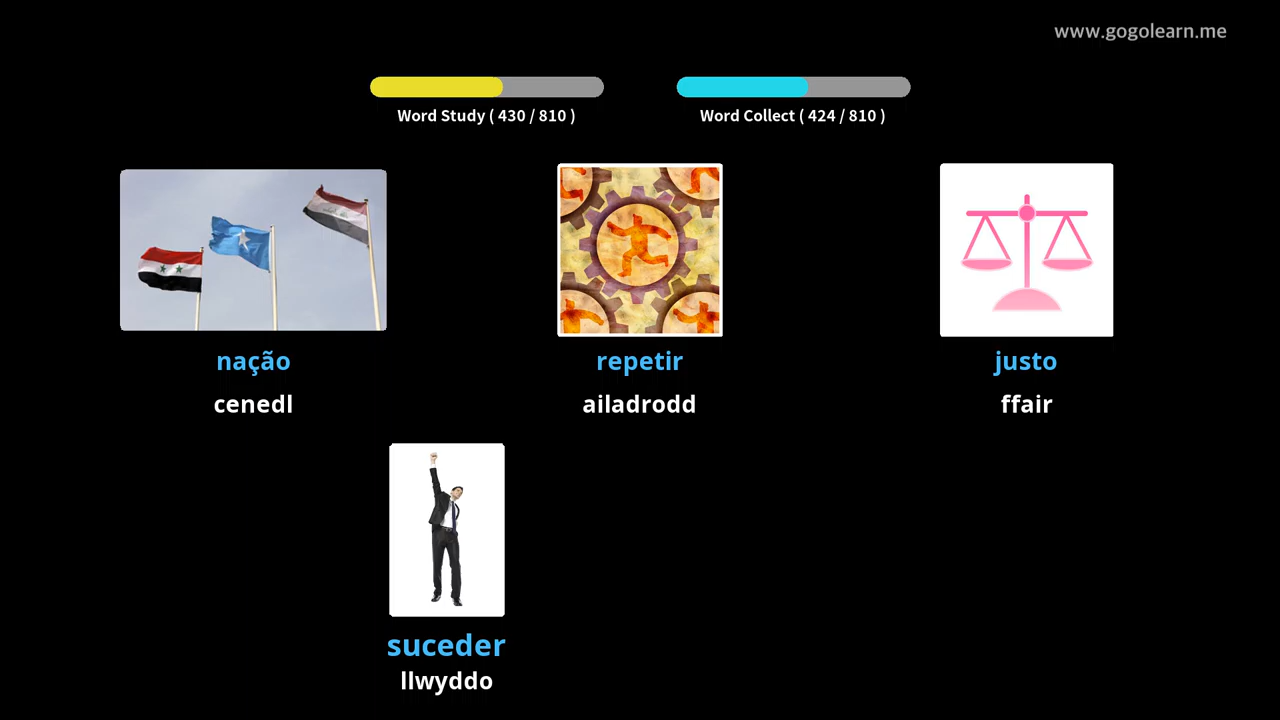 www.gogolearn.me
Word Study ( 430 / 810 )
Word Collect ( 424 / 810 )
nação
repetir
justo
cenedl
ailadrodd
ffair
suceder
llwyddo